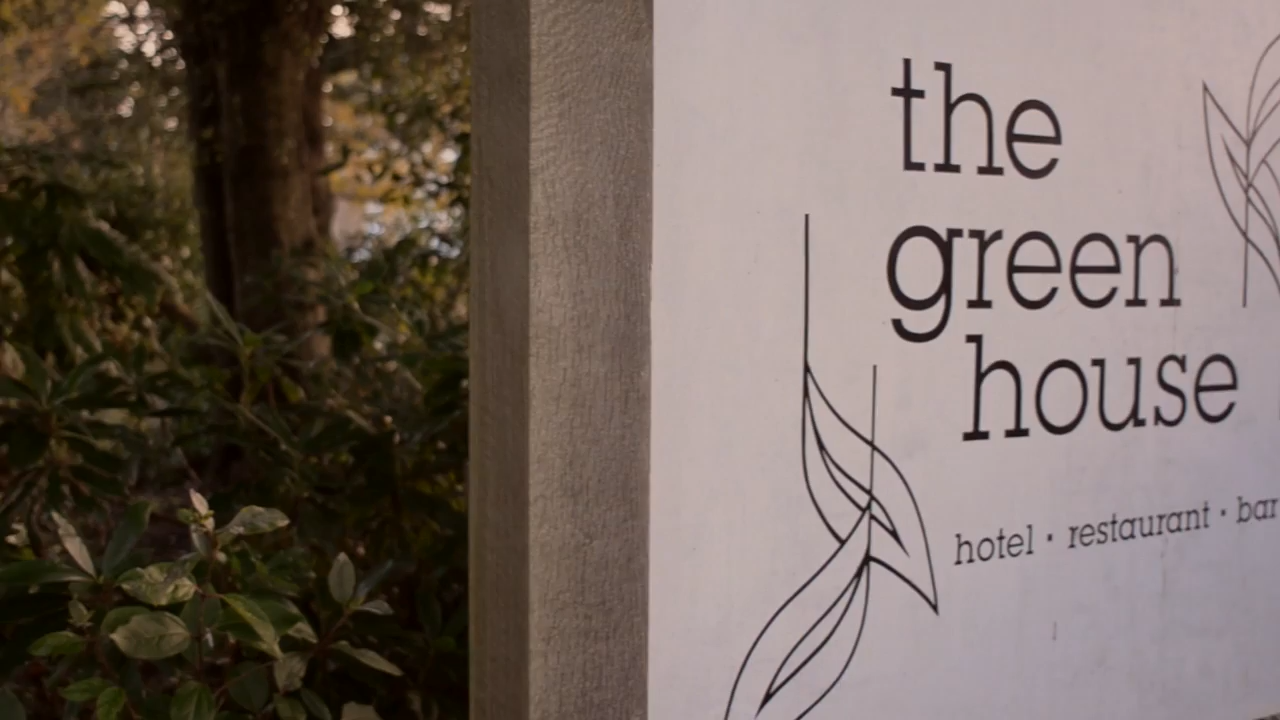 the
green
house
hotel · restaurant · bar